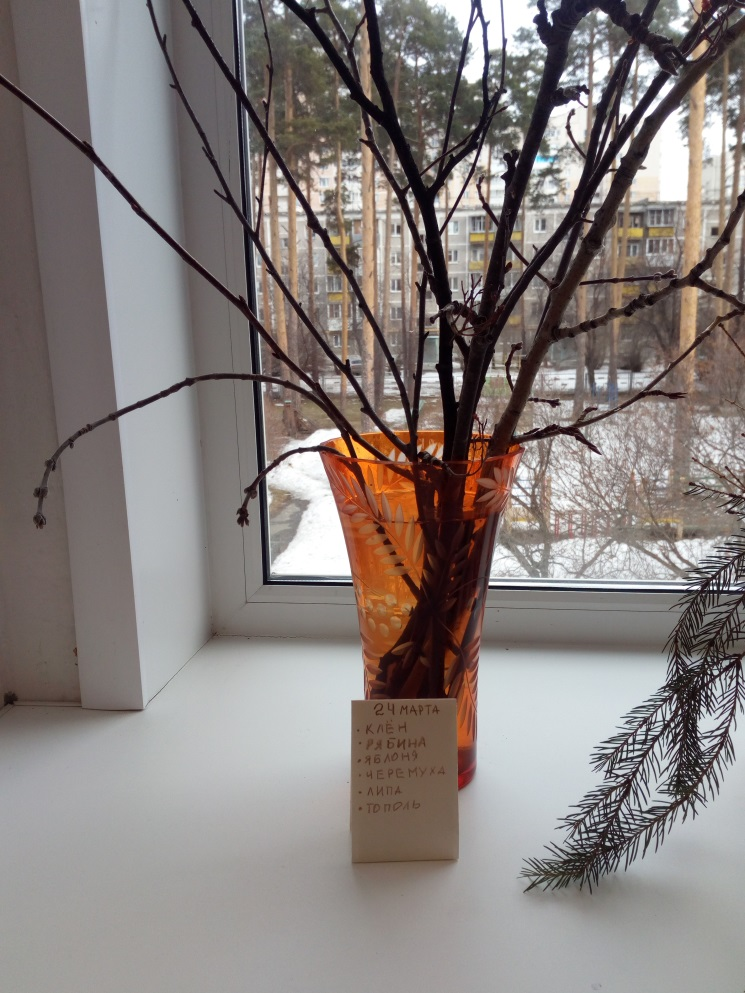 24 МАРТА
• КЛЁН
• РЯБИНА
• ЯБЛОНЯ
• ЧЕРЕМУХА
• ЛИПА
• ТОПОЛЬ